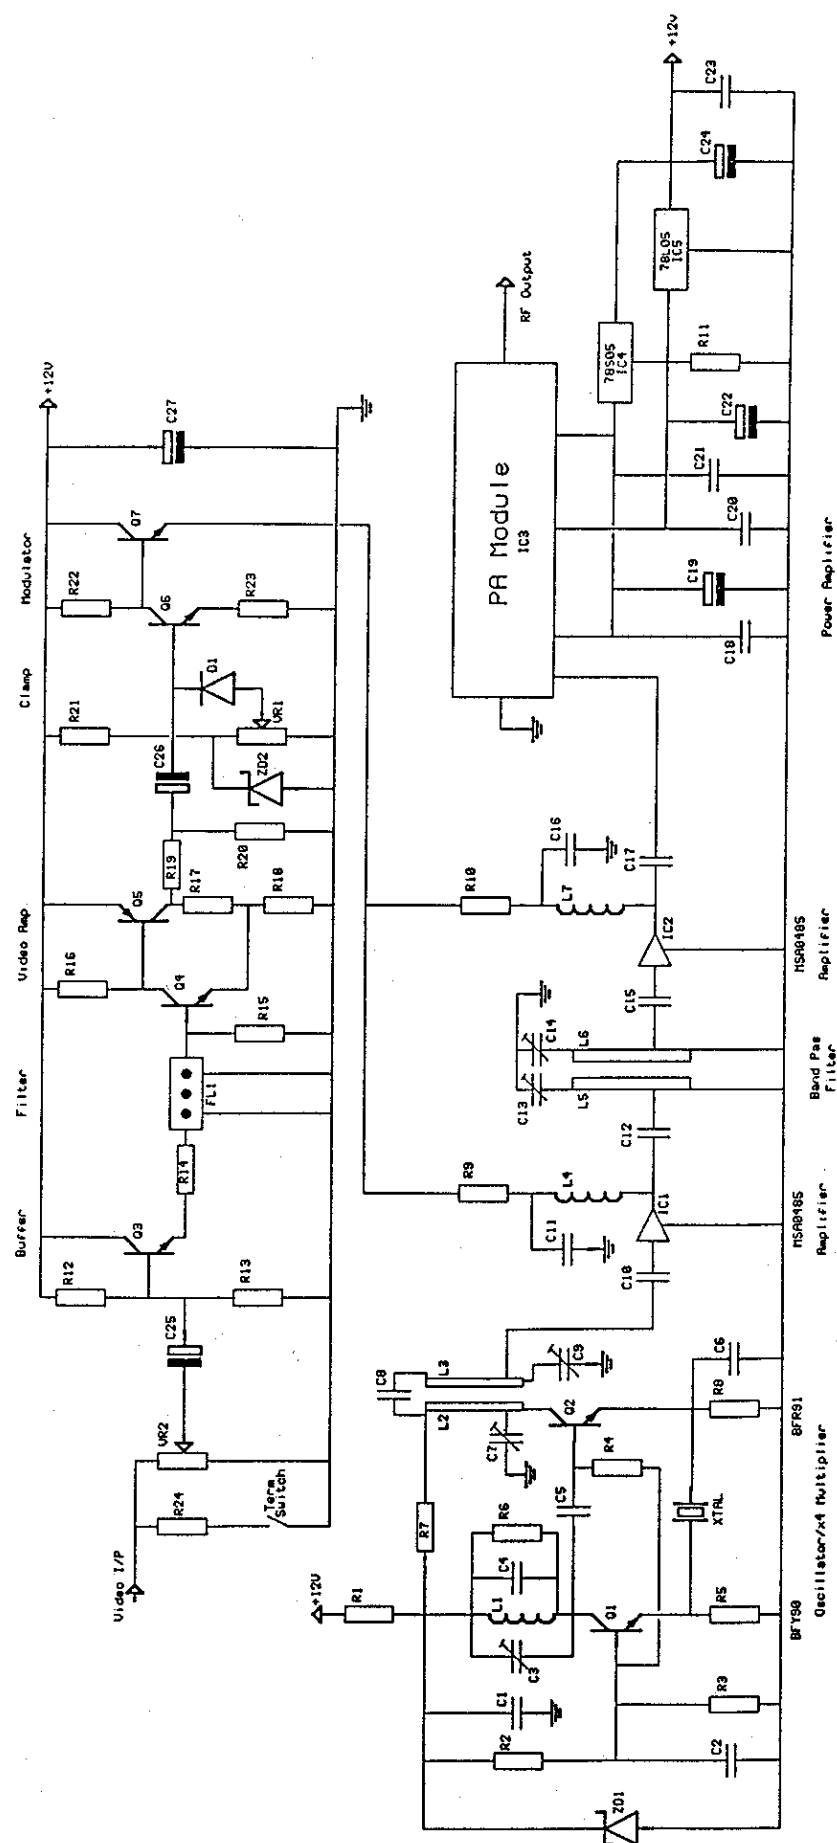 Buffer
Filter
Video Amp
Clamp
Modulator
+12V
R12
Q3
R16
Q5
R21
R22
Q7
C27
Video I/P
R24
VR2
C25
R13
R14
FL1
Q4
R15
R17
R18
R19
R20
C26
ZD2
VR1
D1
Q6
R23
Term
Switch
+12V
R1
R7
C8
L2
L3
C7
C9
Q2
R4
R6
C4
L1
C3
C5
C1
R2
Q1
XTAL
C6
R8
R5
R3
C2
ZD1
C10
IC1
C11
L4
R9
C12
C13
L5
C14
L6
C15
IC2
L7
C16
R10
C17
PA Module
IC3
RF Output
C18
C19
C20
C21
C22
78S05
IC4
R11
78L05
IC5
C24
C23
+12V
BFY90
BFR91
Oscillator/x4 Multiplier
MSA0485
Amplifier
Band Pas
Filter
MSA0485
Amplifier
Power Amplifier